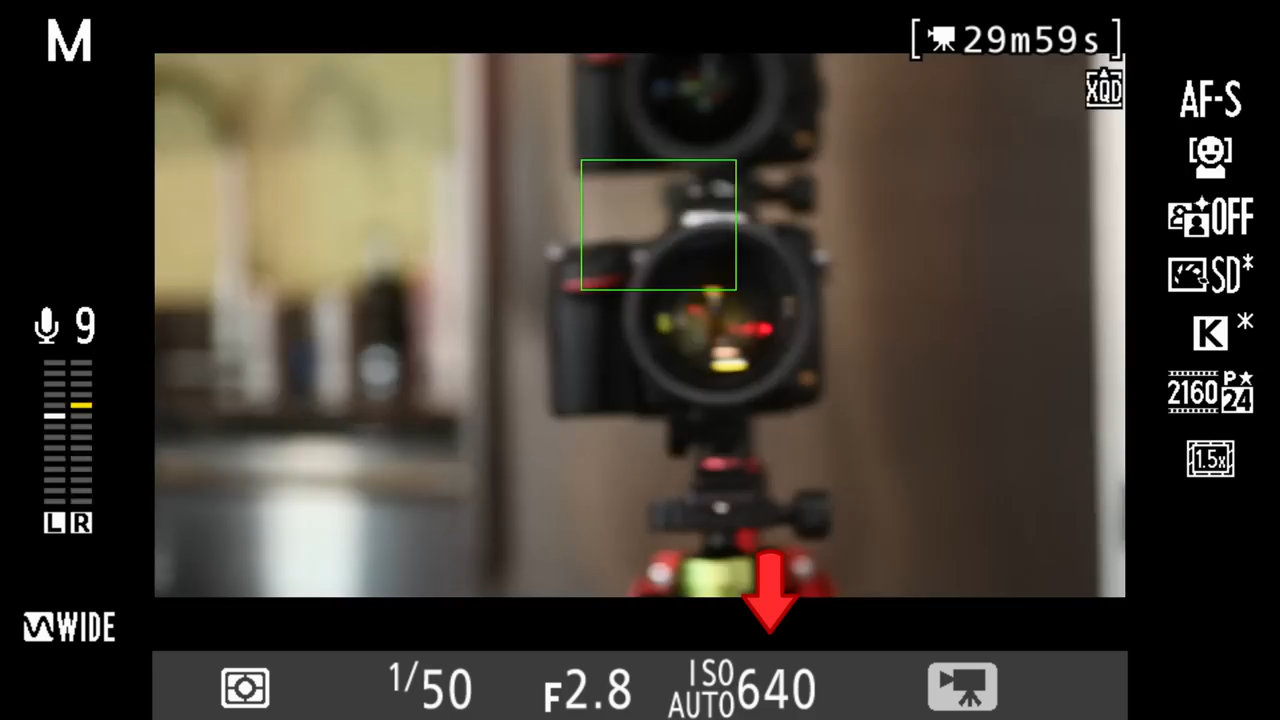 M
[29m59s]
XQD
AF-S
OFF
SD*
K *
2160 P★ 24
1.5x
9
L R
WIDE
1/50 F2.8 ISO AUTO 640